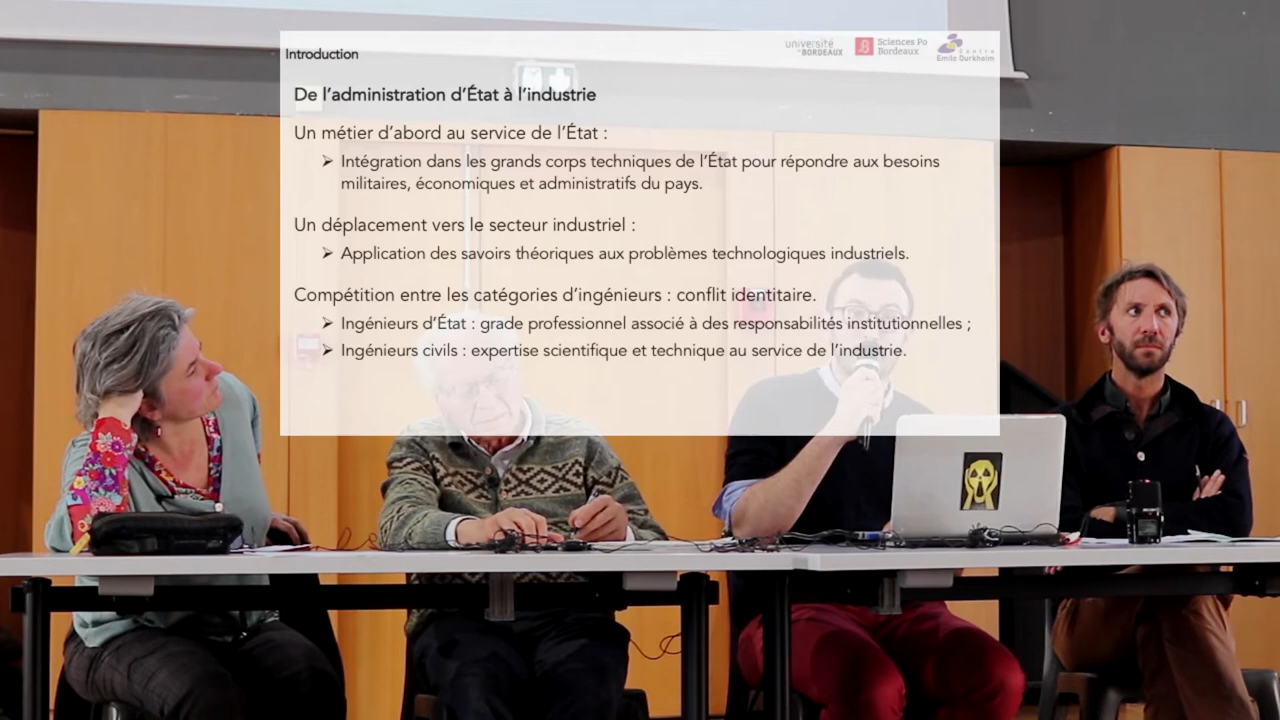 Introduction
université
de BORDEAUX
Sciences Po
Bordeaux
Centre
Emile Durkheim
De l'administration d'État à l'industrie
Un métier d'abord au service de l'État :
➢ Intégration dans les grands corps techniques de l'État pour répondre aux besoins
militaires, économiques et administratifs du pays.
Un déplacement vers le secteur industriel :
➢ Application des savoirs théoriques aux problèmes technologiques industriels.
Compétition entre les catégories d'ingénieurs : conflit identitaire.
➢ Ingénieurs d'État : grade professionnel associé à des responsabilités institutionnelles ;
➢ Ingénieurs civils : expertise scientifique et technique au service de l'industrie.